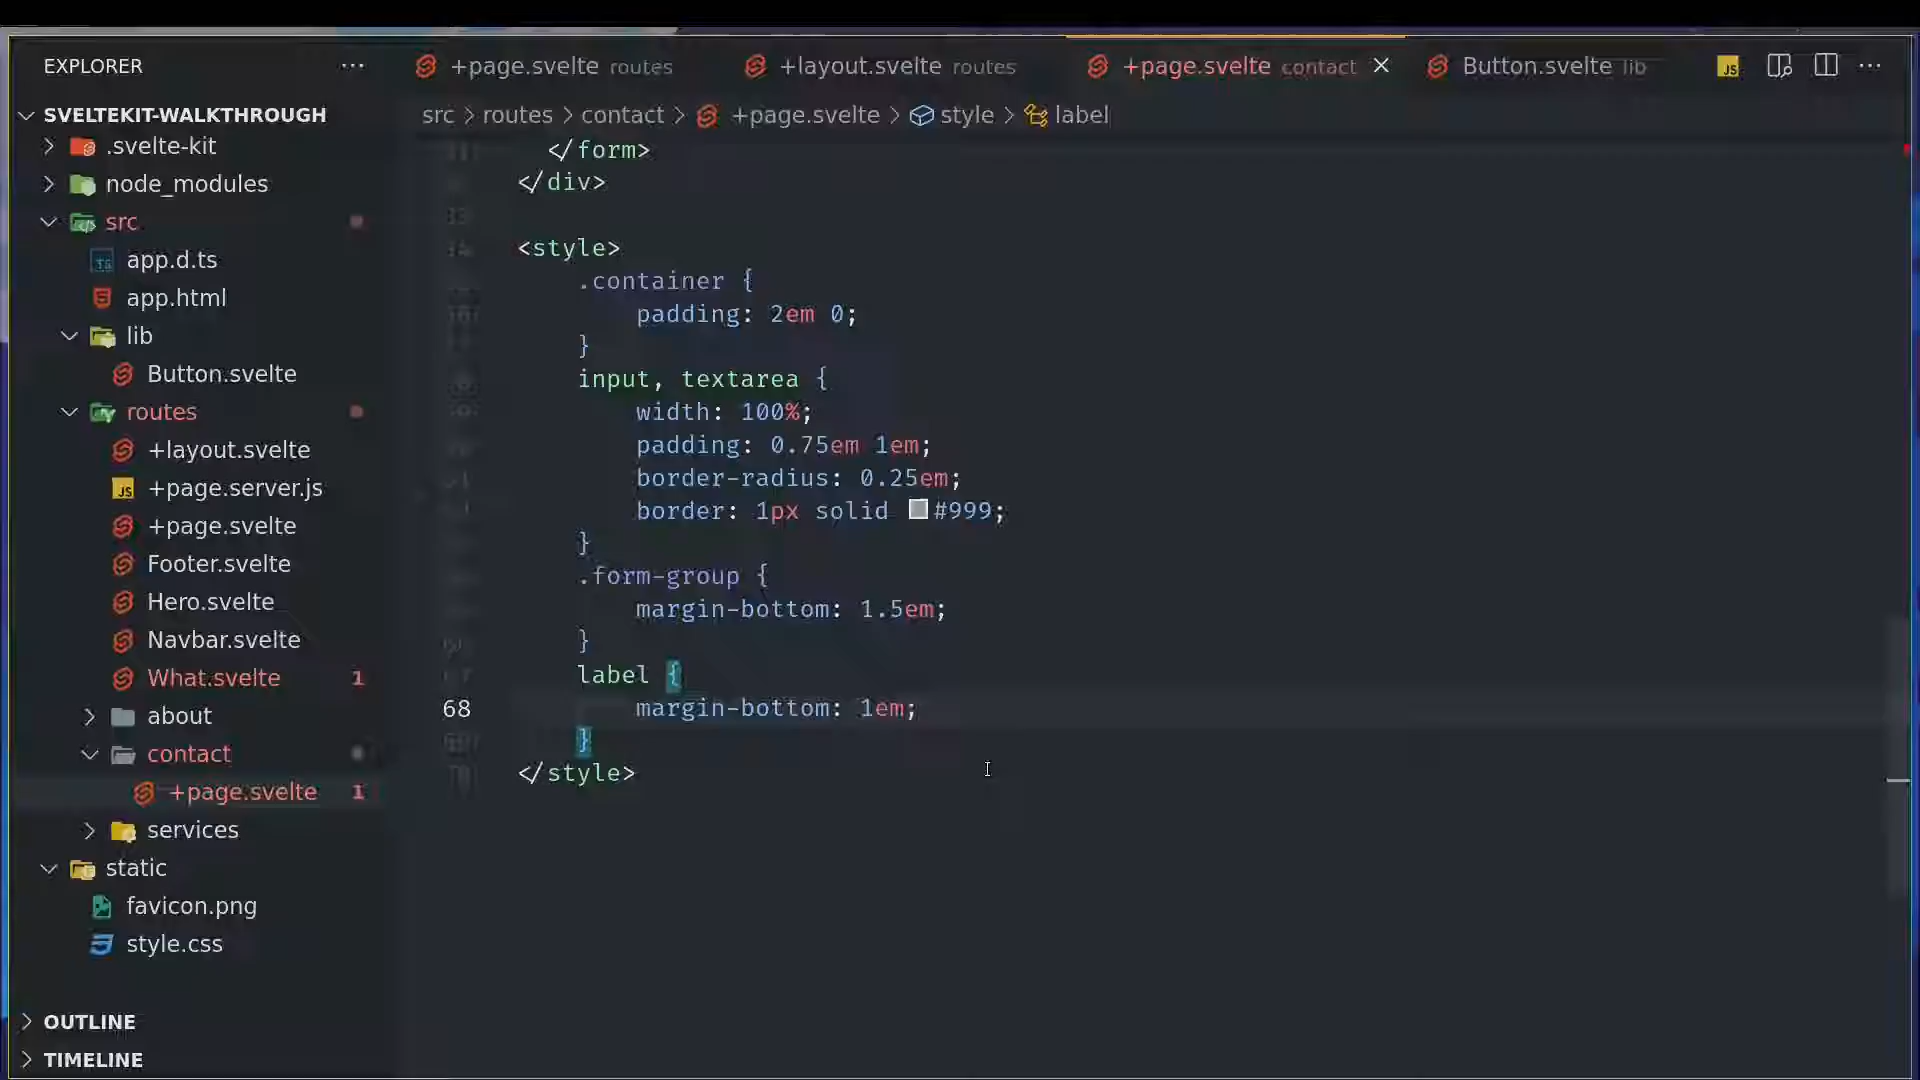 EXPLORER
+page.svelte routes
+layout.svelte routes
+page.svelte contact
Button.svelte lib
JS
SVELTEKIT-WALKTHROUGH
src > routes > contact > +page.svelte > style > label
.svelte-kit
node_modules
src
TS app.d.ts
app.html
lib
Button.svelte
routes
+layout.svelte
JS +page.server.js
+page.svelte
Footer.svelte
Hero.svelte
Navbar.svelte
What.svelte 1
about
contact
+page.svelte 1
services
static
favicon.png
style.css
OUTLINE
TIMELINE
</form>
</div>
<style>
.container {
padding: 2em 0;
}
input, textarea {
width: 100%;
padding: 0.75em 1em;
border-radius: 0.25em;
border: 1px solid #999;
}
.form-group {
margin-bottom: 1.5em;
}
label {
68 margin-bottom: 1em;
}
</style>